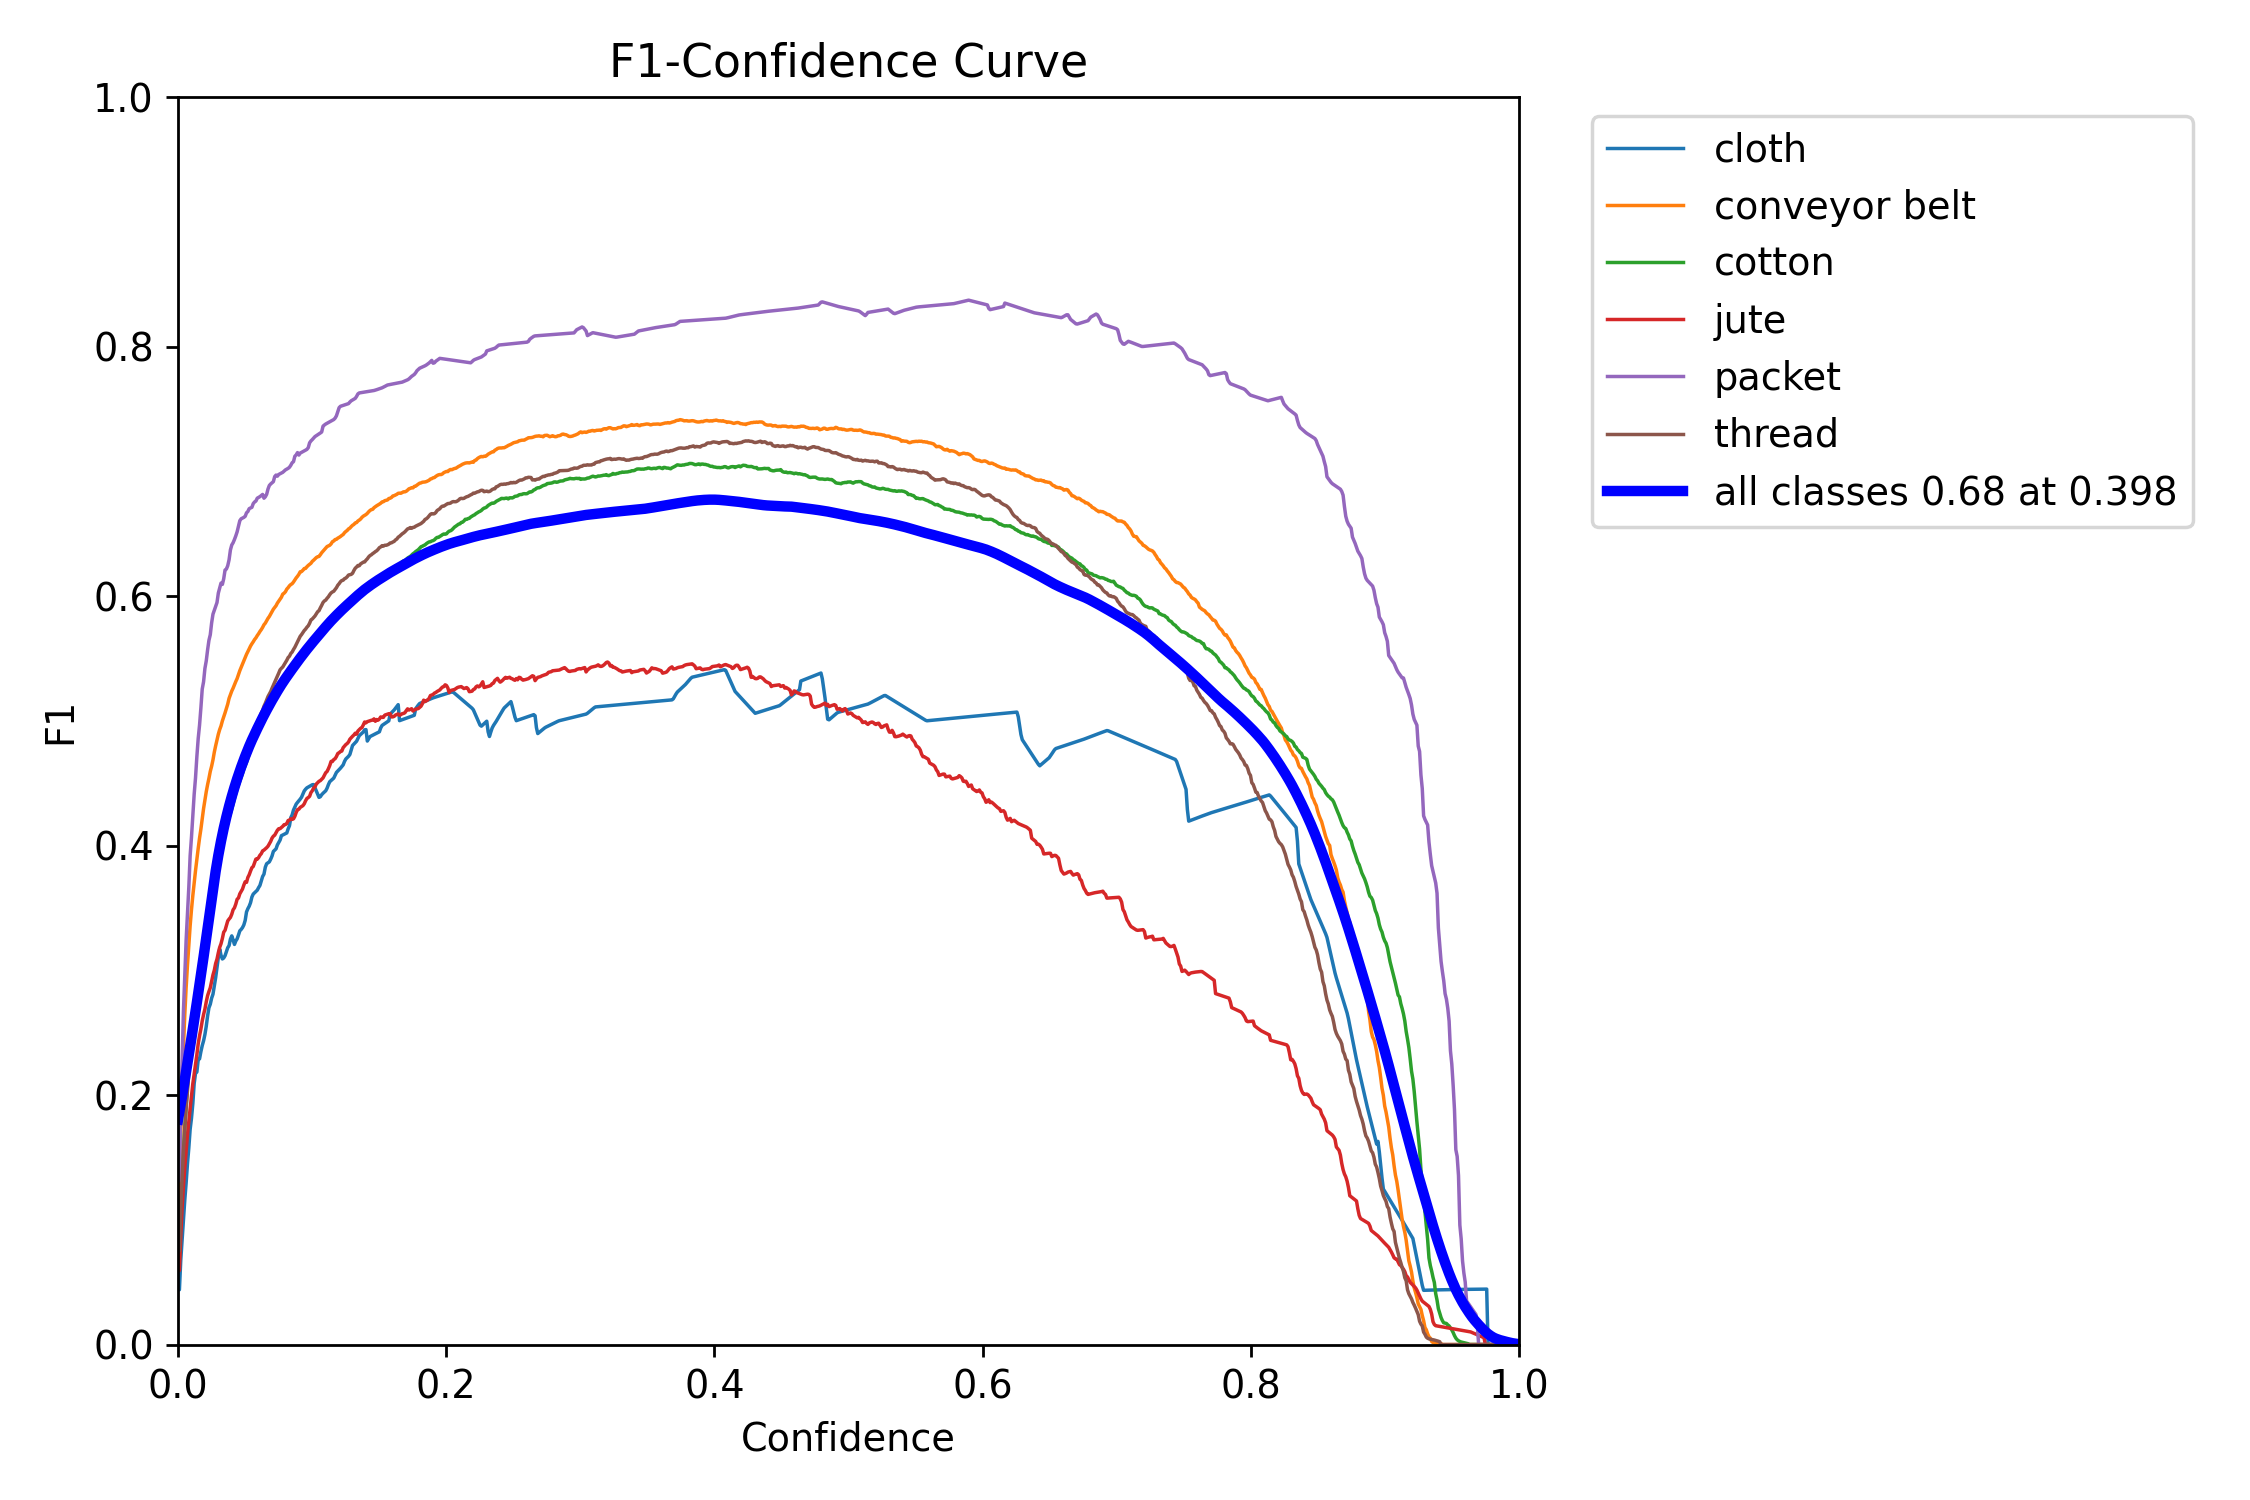 F1-Confidence Curve
1.0
0.8
0.6
0.4
0.2
0.0
F1
0.0 0.2 0.4 0.6 0.8 1.0
Confidence
cloth
conveyor belt
cotton
jute
packet
thread
all classes 0.68 at 0.398